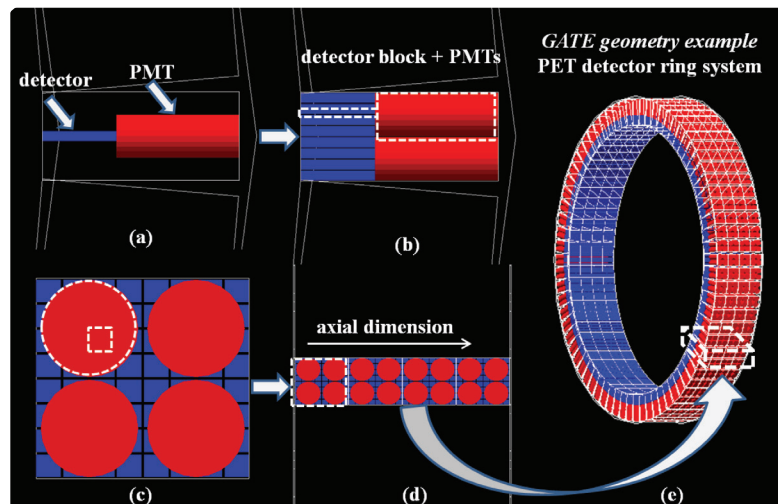 detector
PMT
(a)
detector block + PMTs
(b)
GATE geometry example
PET detector ring system
(c)
axial dimension
(d)
(e)